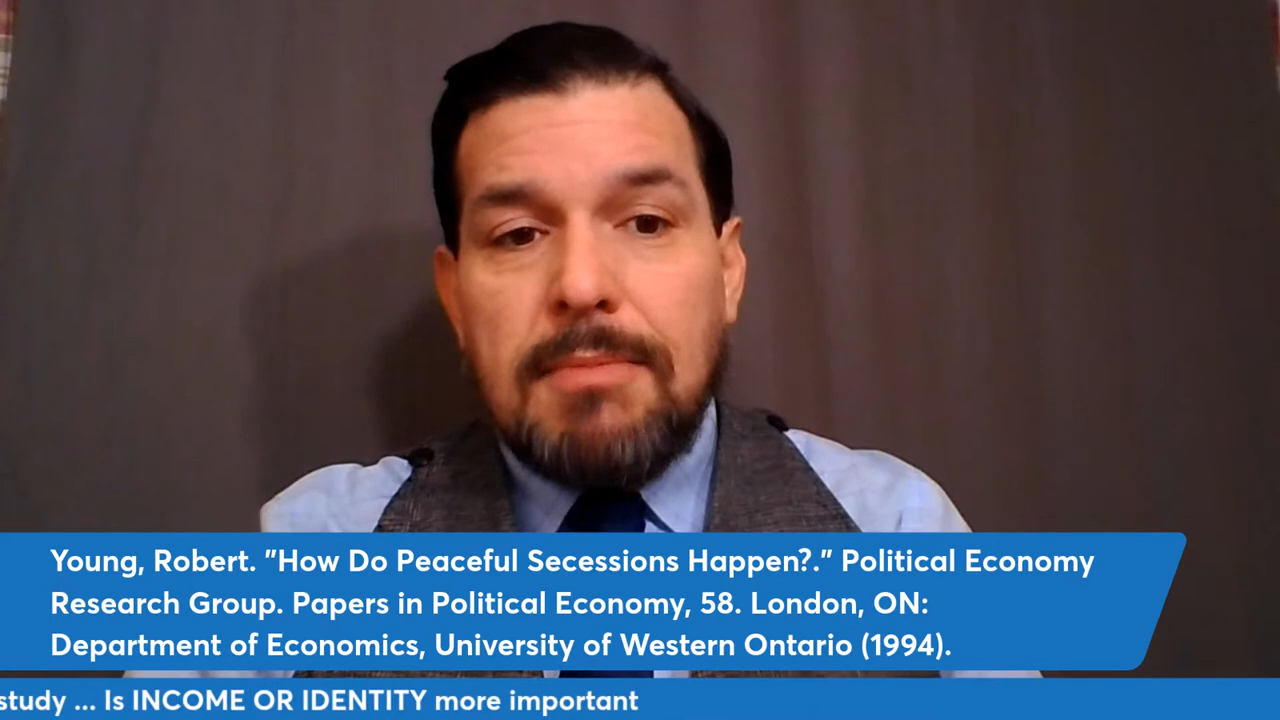 Young, Robert. "How Do Peaceful Secessions Happen?." Political Economy
Research Group. Papers in Political Economy, 58. London, ON:
Department of Economics, University of Western Ontario (1994).
study ... Is INCOME OR IDENTITY more important